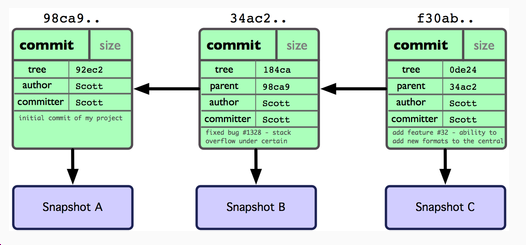 98ca9..
commit size
tree 92ec2
author Scott
committer Scott
initial commit of my project
Snapshot A
34ac2..
commit size
tree 184ca
parent 98ca9
author Scott
committer Scott
fixed bug #1328 - stack
overflow under certain
Snapshot B
f30ab..
commit size
tree 0de24
parent 34ac2
author Scott
committer Scott
add feature #32 - ability to
add new formats to the central
Snapshot C